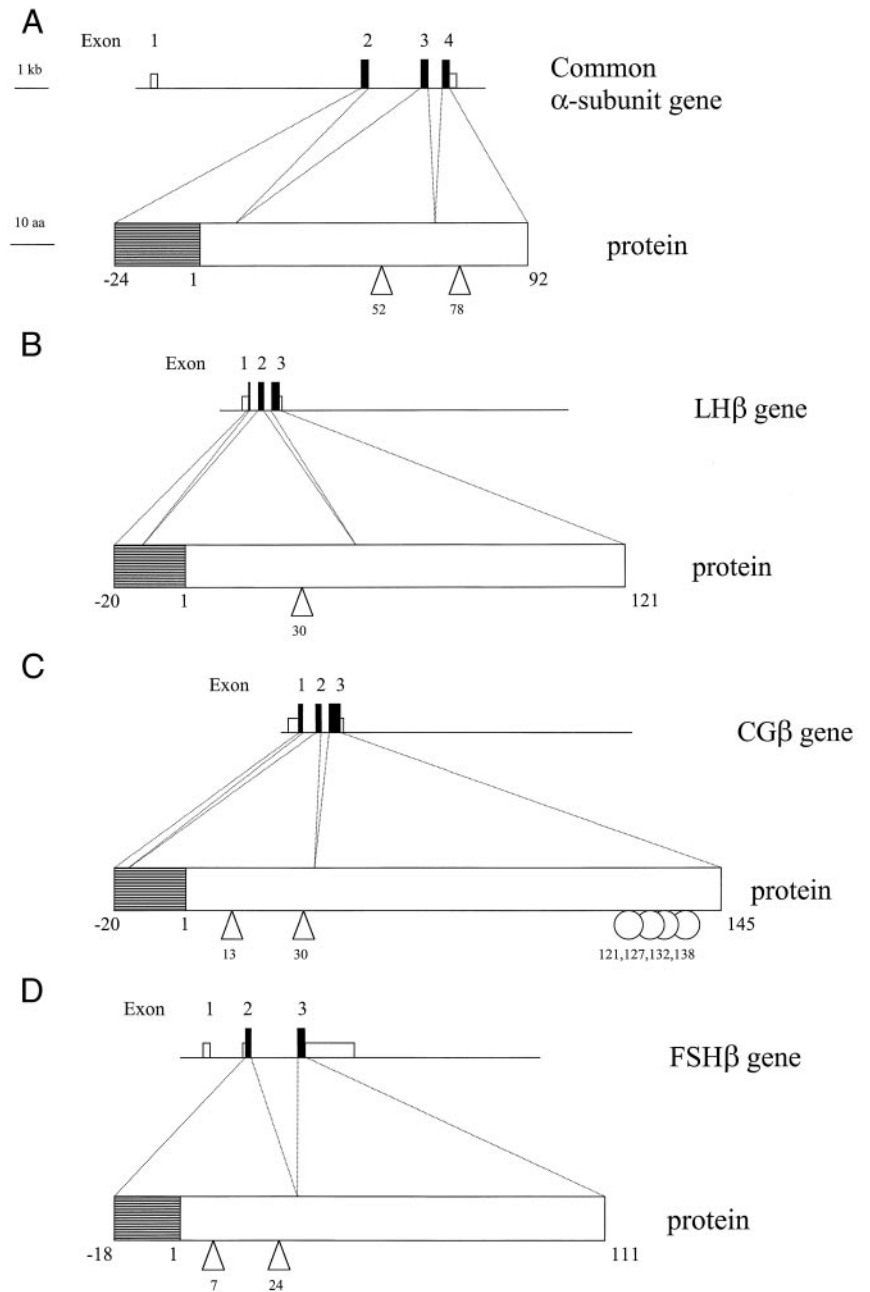 A
Exon 1 2 3 4
1 kb
Common
α-subunit gene
10 aa
protein
-24 1 92
52 78
B
Exon 1 2 3
LHβ gene
protein
-20 1 121
30
C
Exon 1 2 3
CGβ gene
protein
-20 1 145
13 30 121,127,132,138
D
Exon 1 2 3
FSHβ gene
protein
-18 1 111
7 24